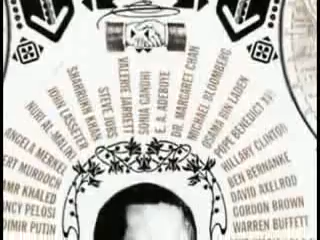 VLADIMIR PUTIN
NANCY PELOSI
AMR KHALED
RUPERT MURDOCH
ANGELA MERKEL
NURI AL-MALIKI
JOHN LASSETER
SHAHRUKH KHAN
STEVE JOBS
VALERIE JARRETT
SONIA GANDHI
E.A. ADEBOYE
DR. MARGARET CHAN
MICHAEL BLOOMBERG
OSAMA BIN LADEN
POPE BENEDICT XVI
HILLARY CLINTON
BEN BERNANKE
DAVID AXELROD
GORDON BROWN
WARREN BUFFETT